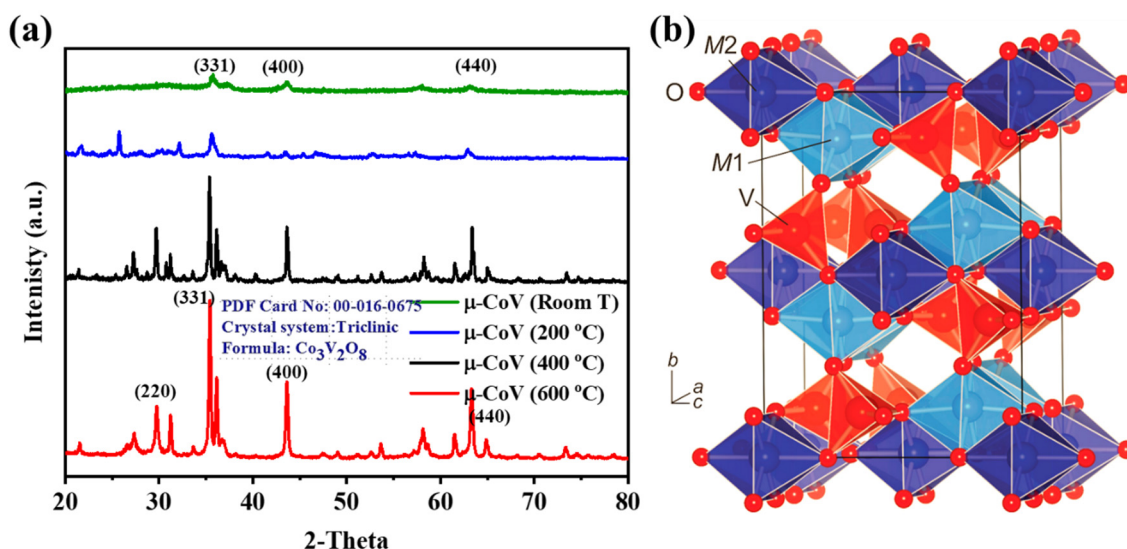 (a)
(331)
(400)
(440)
(331)
PDF Card No: 00-016-0675
Crystal system :Triclinic
Formula: Co3V2O8
μ-CoV (Room T)
μ-CoV (200 °C)
μ-CoV (400 °C)
μ-CoV (600 °C)
(220)
(400)
(440)
Intenisty (a.u.)
20 30 40 50 60 70 80
2-Theta
(b)
M2
O
M1
V
b
a
c